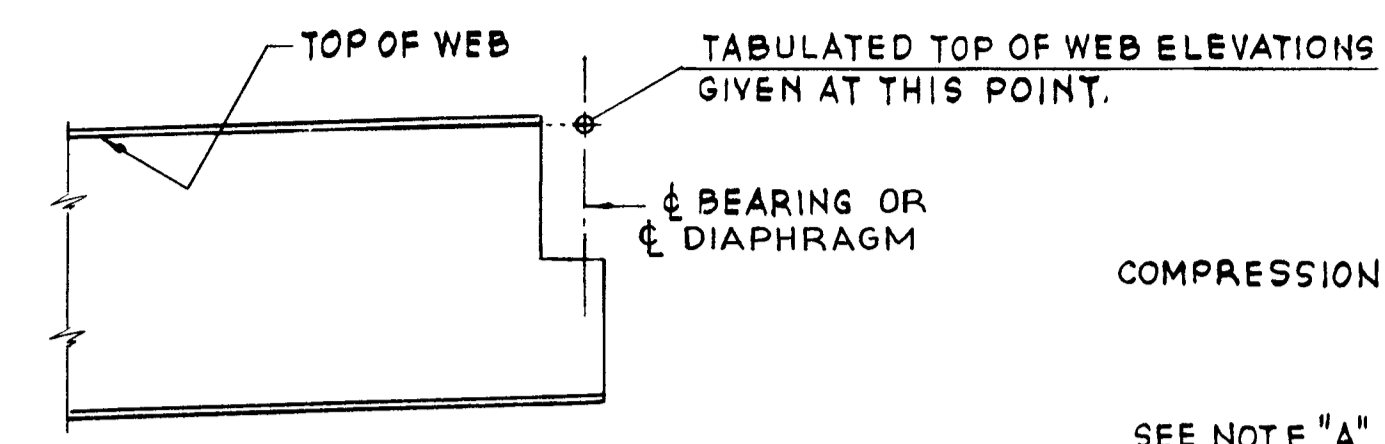 TOP OF WEB
TABULATED TOP OF WEB ELEVATIONS
GIVEN AT THIS POINT.
℄ BEARING OR
℄ DIAPHRAGM
COMPRESSION
SEE NOTE "A"